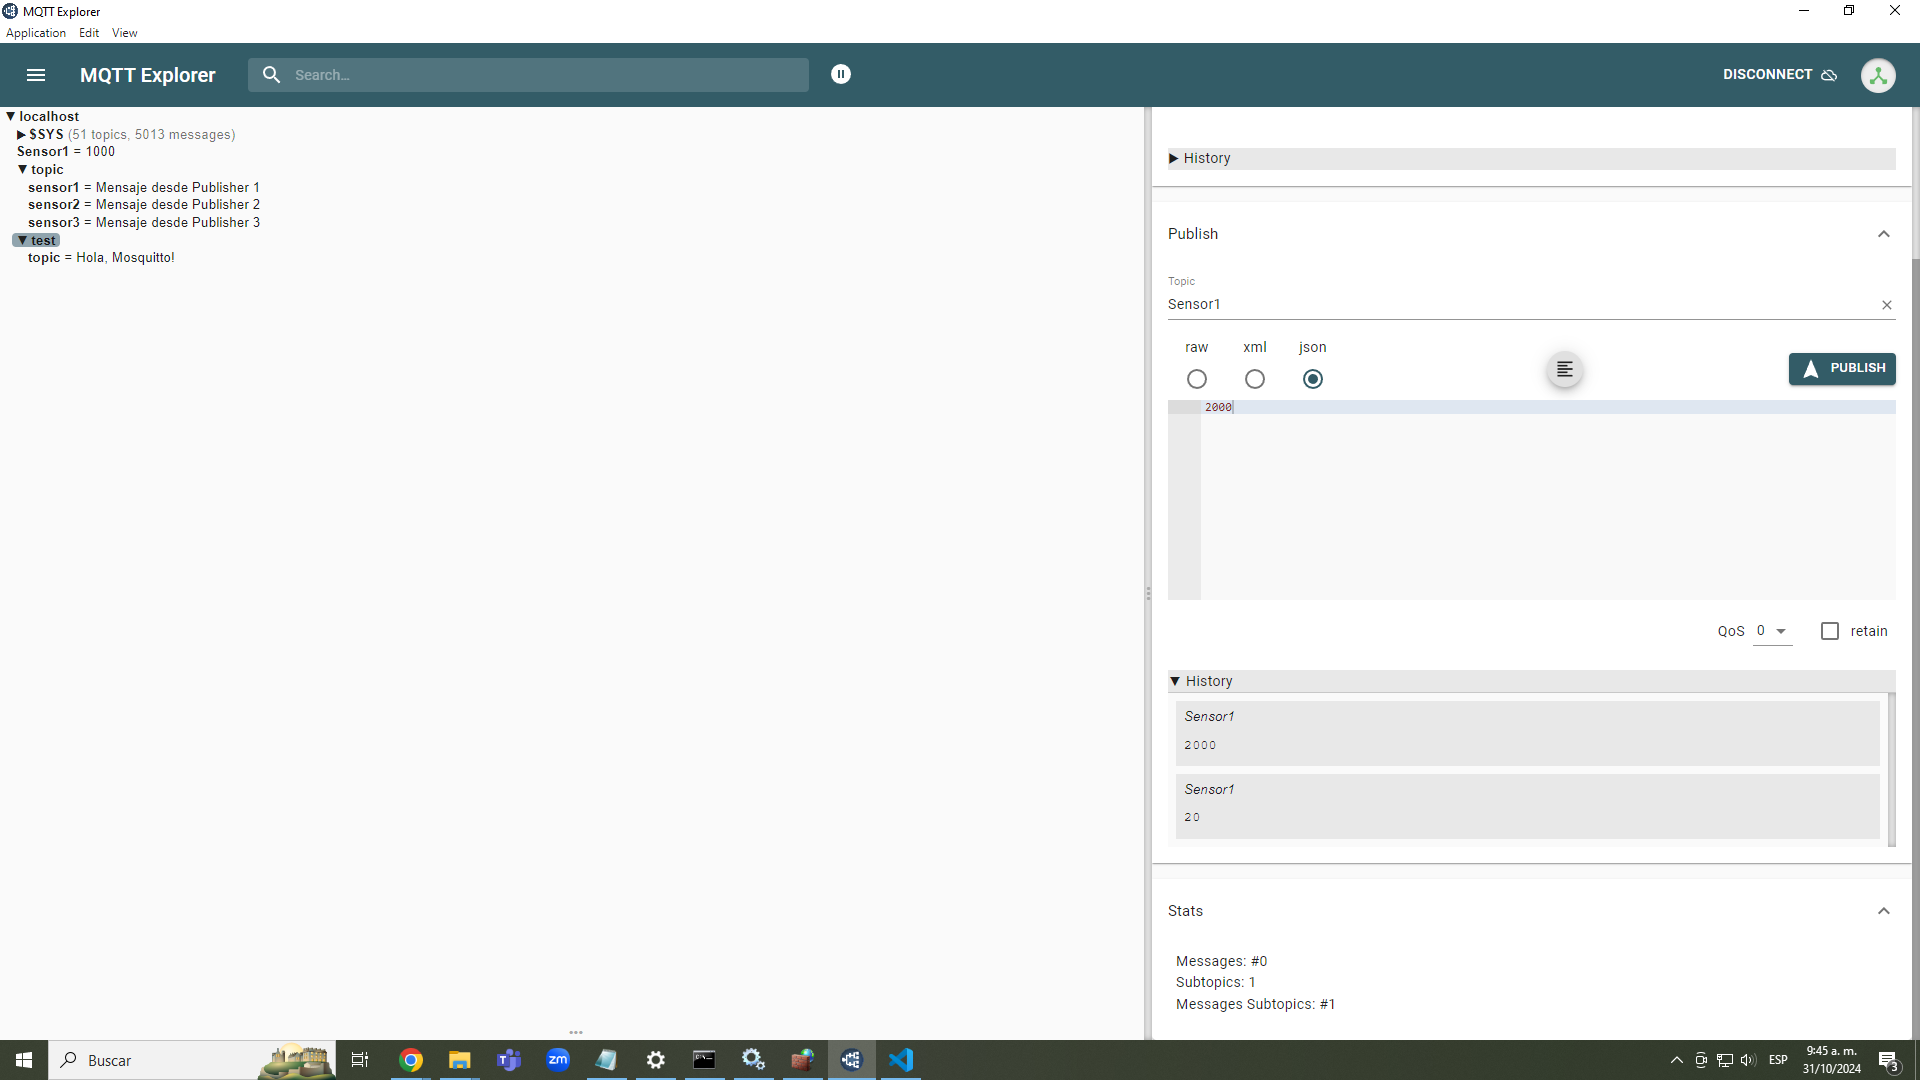 MQTT Explorer
Application Edit View
MQTT Explorer
Search...
DISCONNECT
▼ localhost
▶ $SYS (51 topics, 5013 messages)
Sensor1 = 1000
▼ topic
sensor1 = Mensaje desde Publisher 1
sensor2 = Mensaje desde Publisher 2
sensor3 = Mensaje desde Publisher 3
▼ test
topic = Hola, Mosquitto!
▶ History
Publish
Topic
Sensor1
raw xml json
PUBLISH
2000
QoS 0 retain
▼ History
Sensor1
2000
Sensor1
20
Stats
Messages: #0
Subtopics: 1
Messages Subtopics: #1
Buscar
zm
ESP
9:45 a. m.
31/10/2024
3